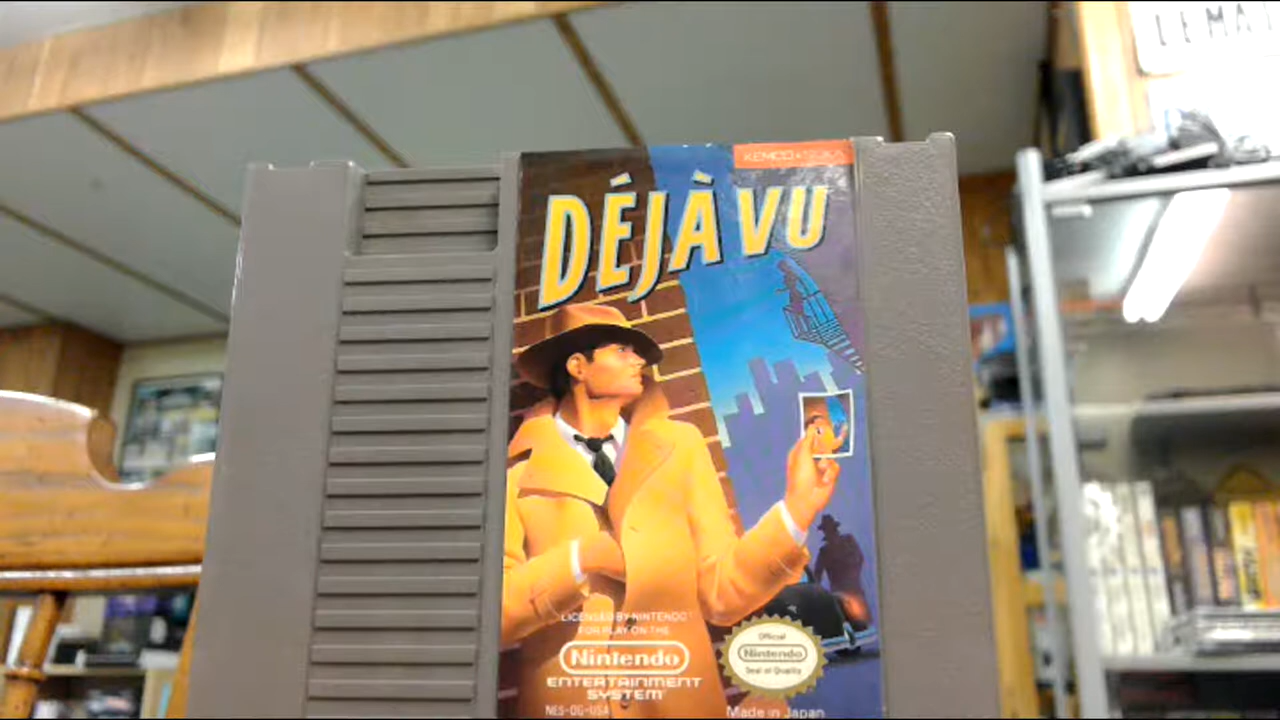 LEMAI
KEMCO★SEIKA
DÉJÀ VU
LICENSED BY NINTENDO
FOR PLAY ON THE
Nintendo
ENTERTAINMENT
SYSTEM
Official
Nintendo
Seal of Quality
NES-DG-USA
Made in Japan